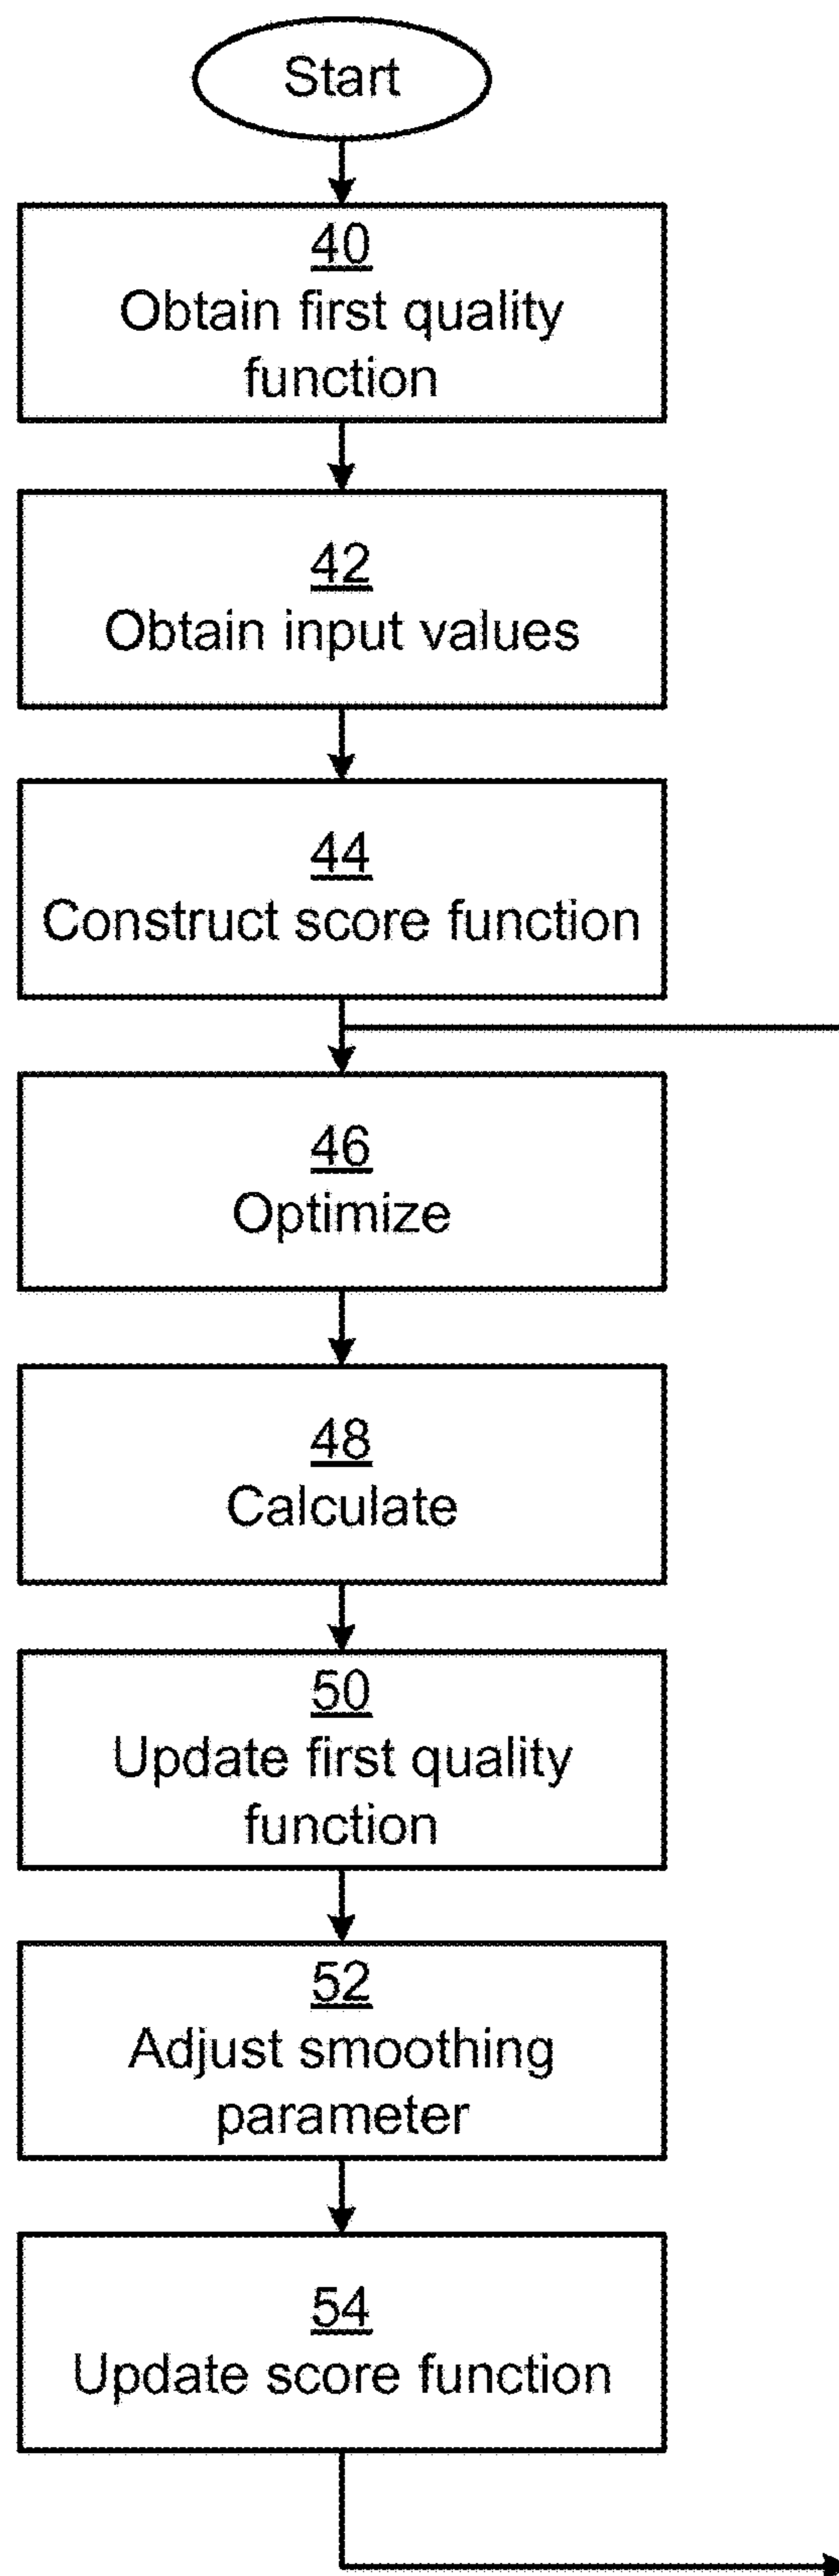 Start
40
Obtain first quality
function
42
Obtain input values
44
Construct score function
46
Optimize
48
Calculate
50
Update first quality
function
52
Adjust smoothing
parameter
54
Update score function